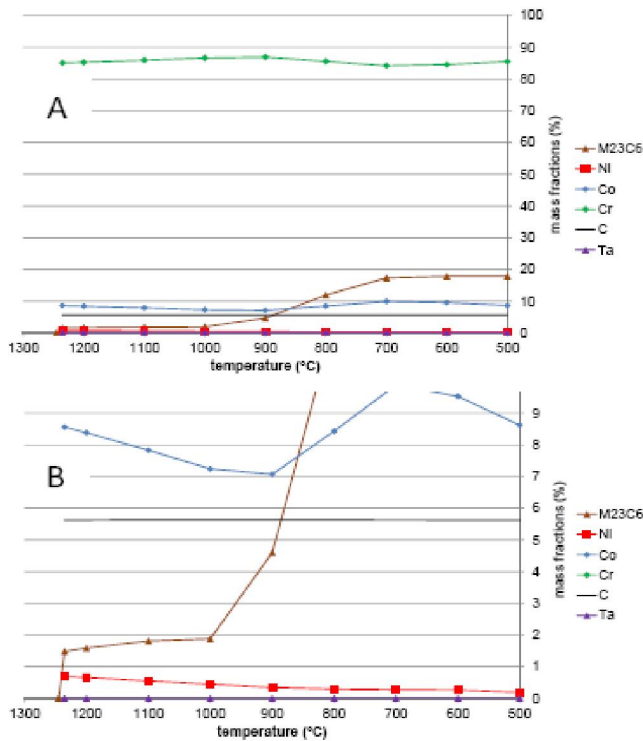 A
100
90
80
70
60
50
40
30
20
10
0
mass fractions (%)
M23C6
NI
Co
Cr
C
Ta
1300 1200 1100 1000 900 800 700 600 500
temperature (°C)
B
9
8
7
6
5
4
3
2
1
0
mass fractions (%)
M23C6
NI
Co
Cr
C
Ta
1300 1200 1100 1000 900 800 700 600 500
temperature (°C)